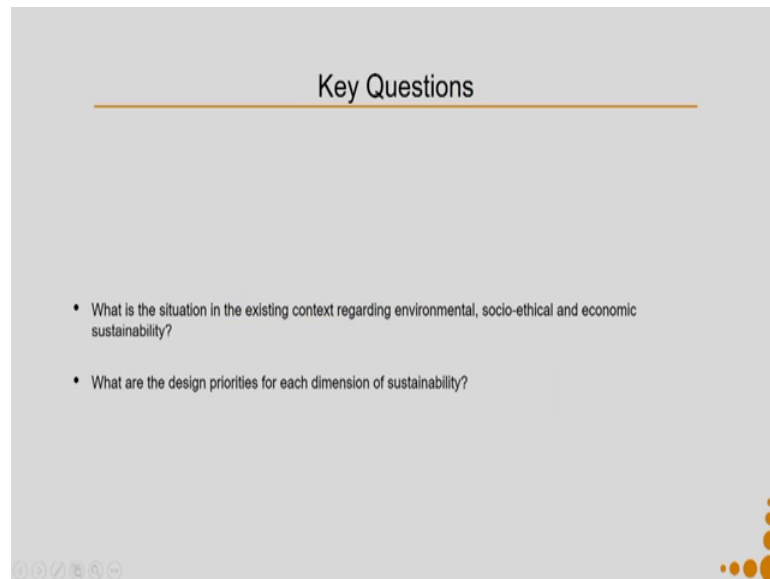 Key Questions
• What is the situation in the existing context regarding environmental, socio-ethical and economic
sustainability?
• What are the design priorities for each dimension of sustainability?